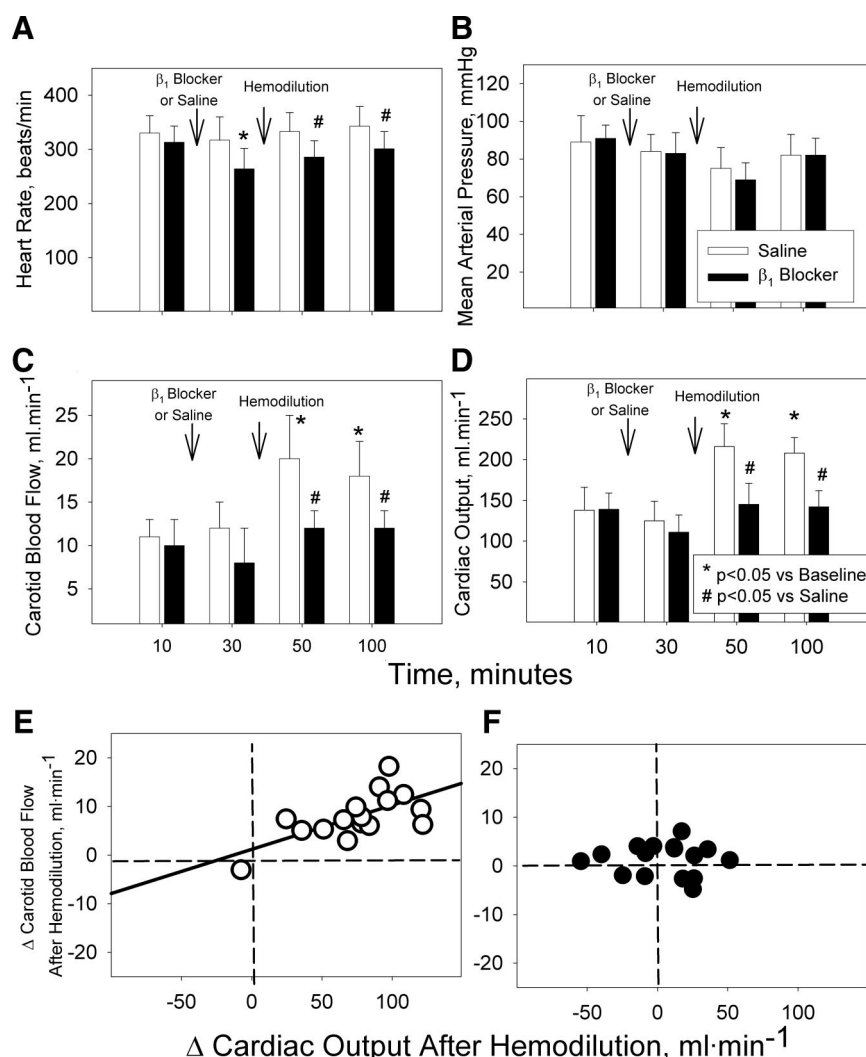 A
β1 Blocker
or Saline
Hemodilution
Heart Rate, beats/min
400
300
200
100
*
#
#
B
β1 Blocker
or Saline
Hemodilution
Mean Arterial Pressure, mmHg
120
100
80
60
40
20
Saline
β1 Blocker
C
β1 Blocker
or Saline
Hemodilution
Carotid Blood Flow, ml.min⁻¹
25
20
15
10
5
*
*
#
#
10 30 50 100
D
β1 Blocker
or Saline
Hemodilution
Cardiac Output, ml.min⁻¹
250
200
150
100
50
*
*
#
#
* p<0.05 vs Baseline
# p<0.05 vs Saline
10 30 50 100
Time, minutes
E
Δ Carotid Blood Flow
After Hemodilution, ml·min⁻¹
20
10
0
-10
-20
-50 0 50 100
F
20
10
0
-10
-20
-50 0 50 100
Δ Cardiac Output After Hemodilution, ml·min⁻¹